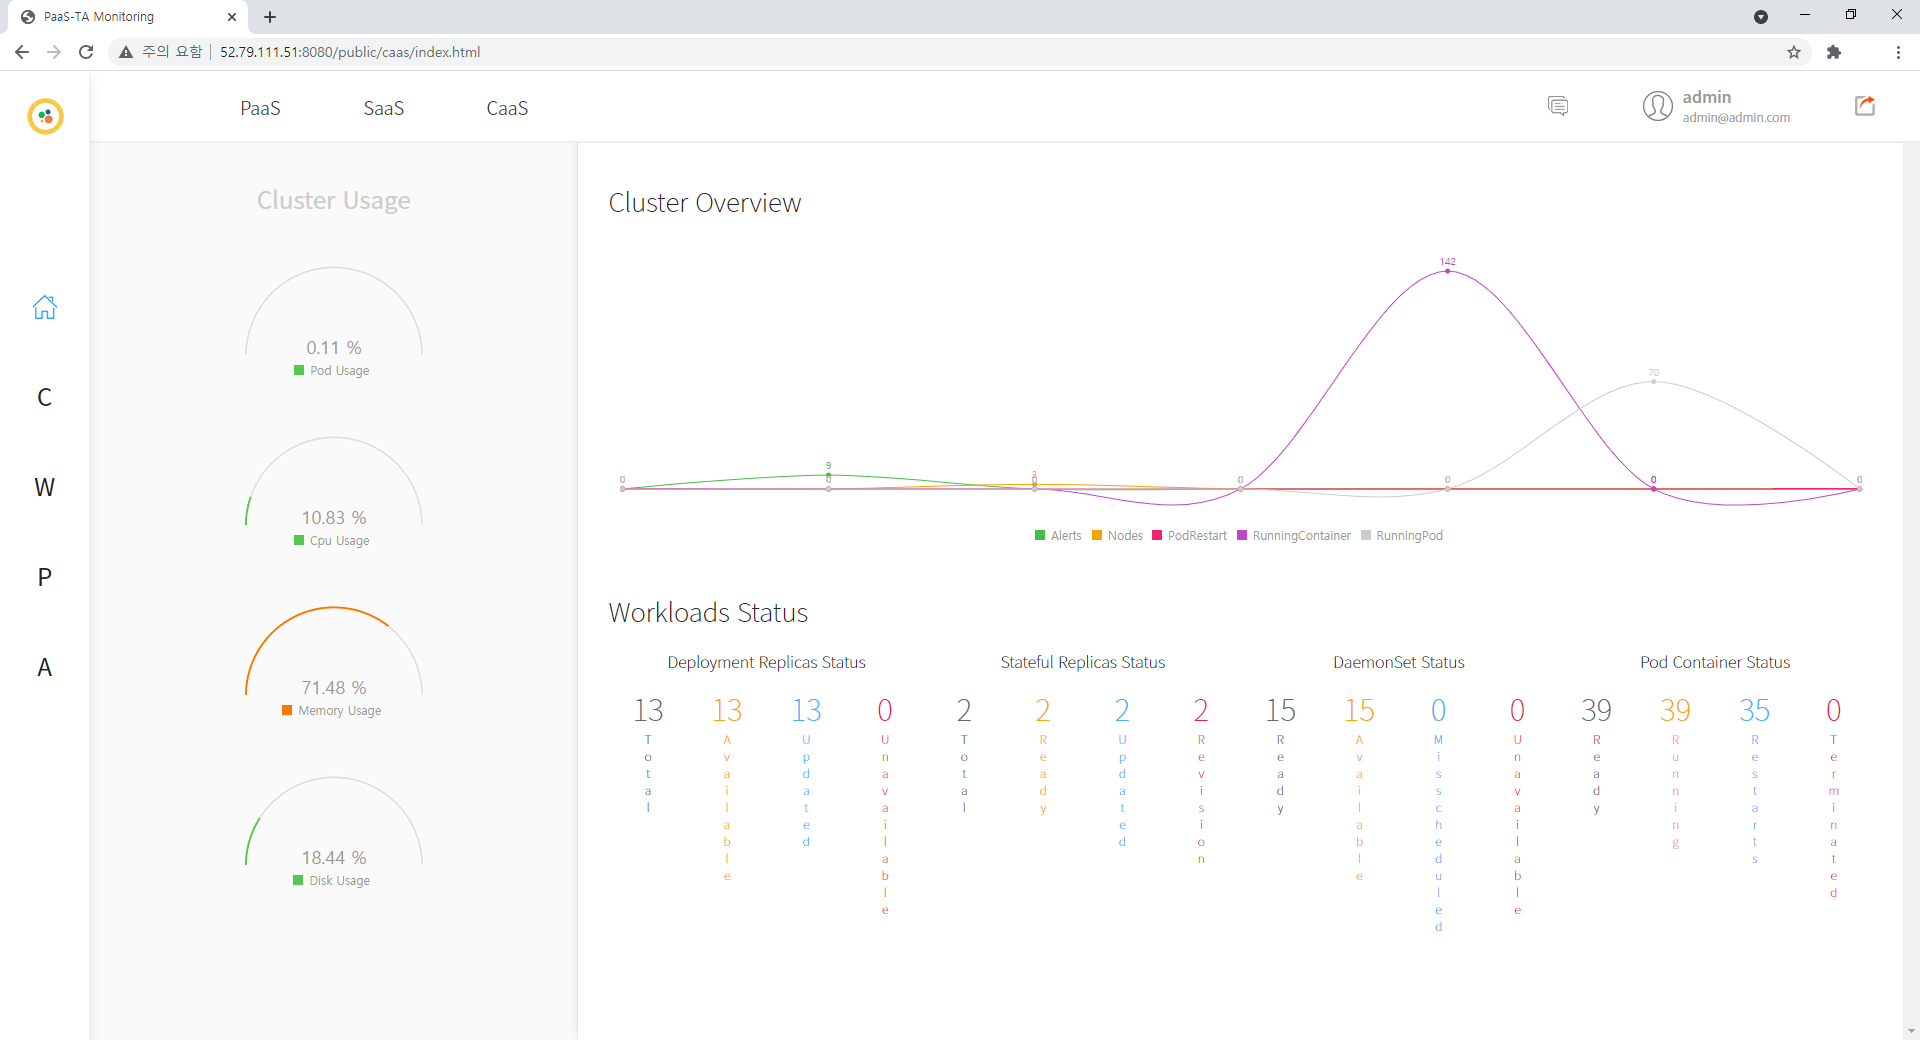 PaaS-TA Monitoring
주의 요함 52.79.111.51:8080/public/caas/index.html
PaaS SaaS CaaS
admin
admin@admin.com
C
W
P
A
Cluster Usage
0.11 %
Pod Usage
10.83 %
Cpu Usage
71.48 %
Memory Usage
18.44 %
Disk Usage
Cluster Overview
142
70
9
3
0 0 0 0 0 0 0
Alerts Nodes PodRestart RunningContainer RunningPod
Workloads Status
Deployment Replicas Status
13 13 13 0
Total Available Updated Unavailable
Stateful Replicas Status
2 2 2 2
Total Ready Updated Revision
DaemonSet Status
15 15 0 0
Ready Available Misscheduled Unavailable
Pod Container Status
39 39 35 0
Ready Running Restarts Terminated